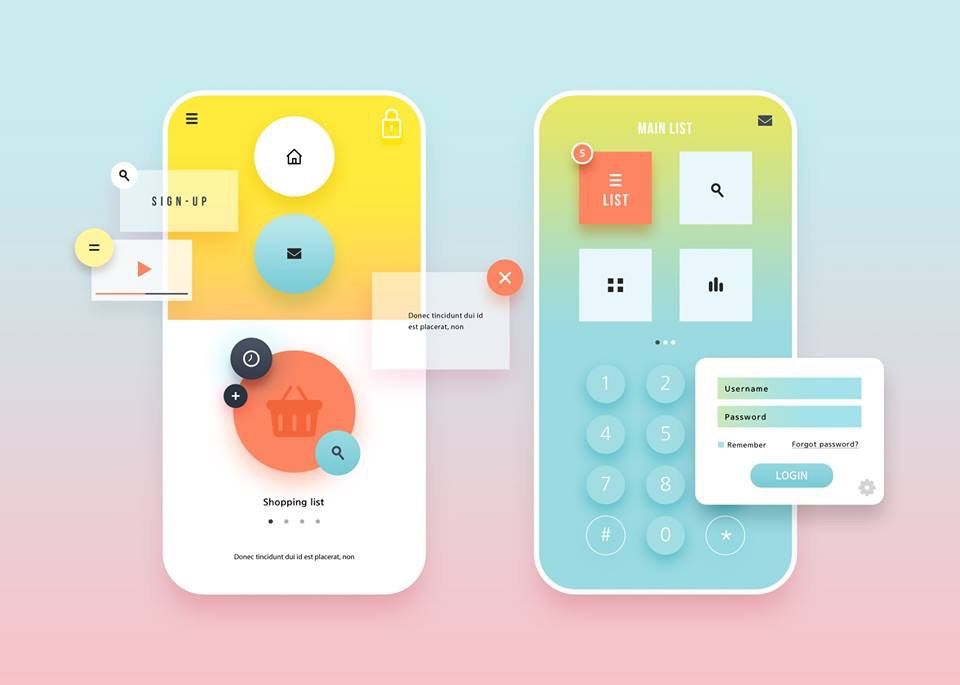 SIGN-UP
Donec tincidunt dui id
est placerat, non
Shopping list
Donec tincidunt dui id est placerat, non
MAIN LIST
5
LIST
1
2
4
5
7
8
#
0
*
Username
Password
Remember
Forgot password?
LOGIN